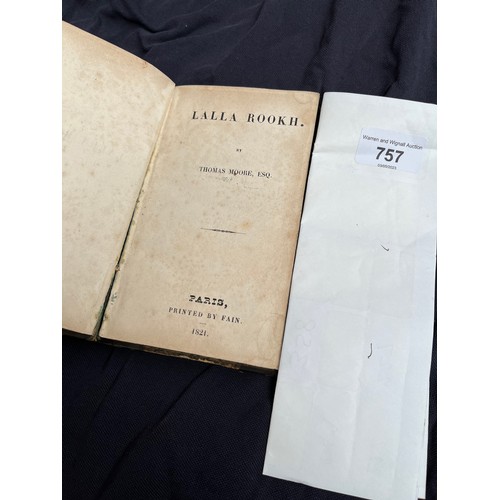 LALLA ROOKH.
BY
THOMAS MOORE, ESQ.
PARIS,
PRINTED BY FAIN.
1821.
Warren and Wignall Auction
757